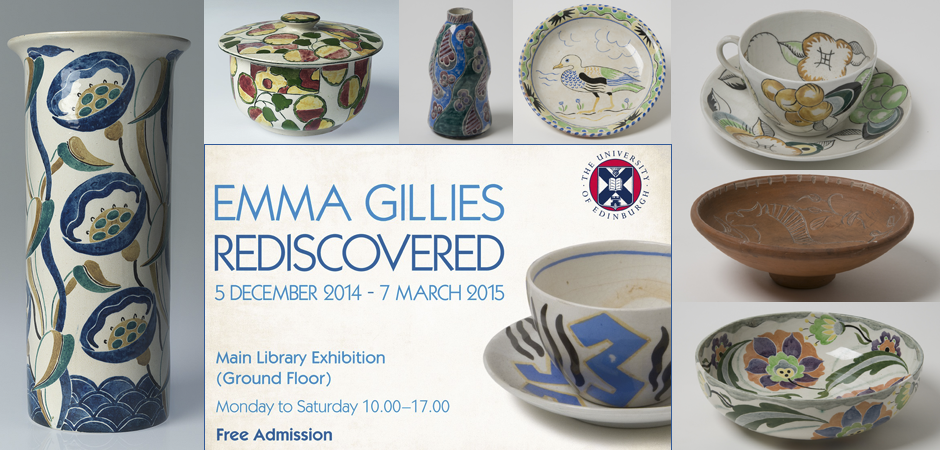 EMMA GILLIES
REDISCOVERED
5 DECEMBER 2014 - 7 MARCH 2015
Main Library Exhibition
(Ground Floor)
Monday to Saturday 10.00–17.00
Free Admission
THE UNIVERSITY
OF EDINBURGH